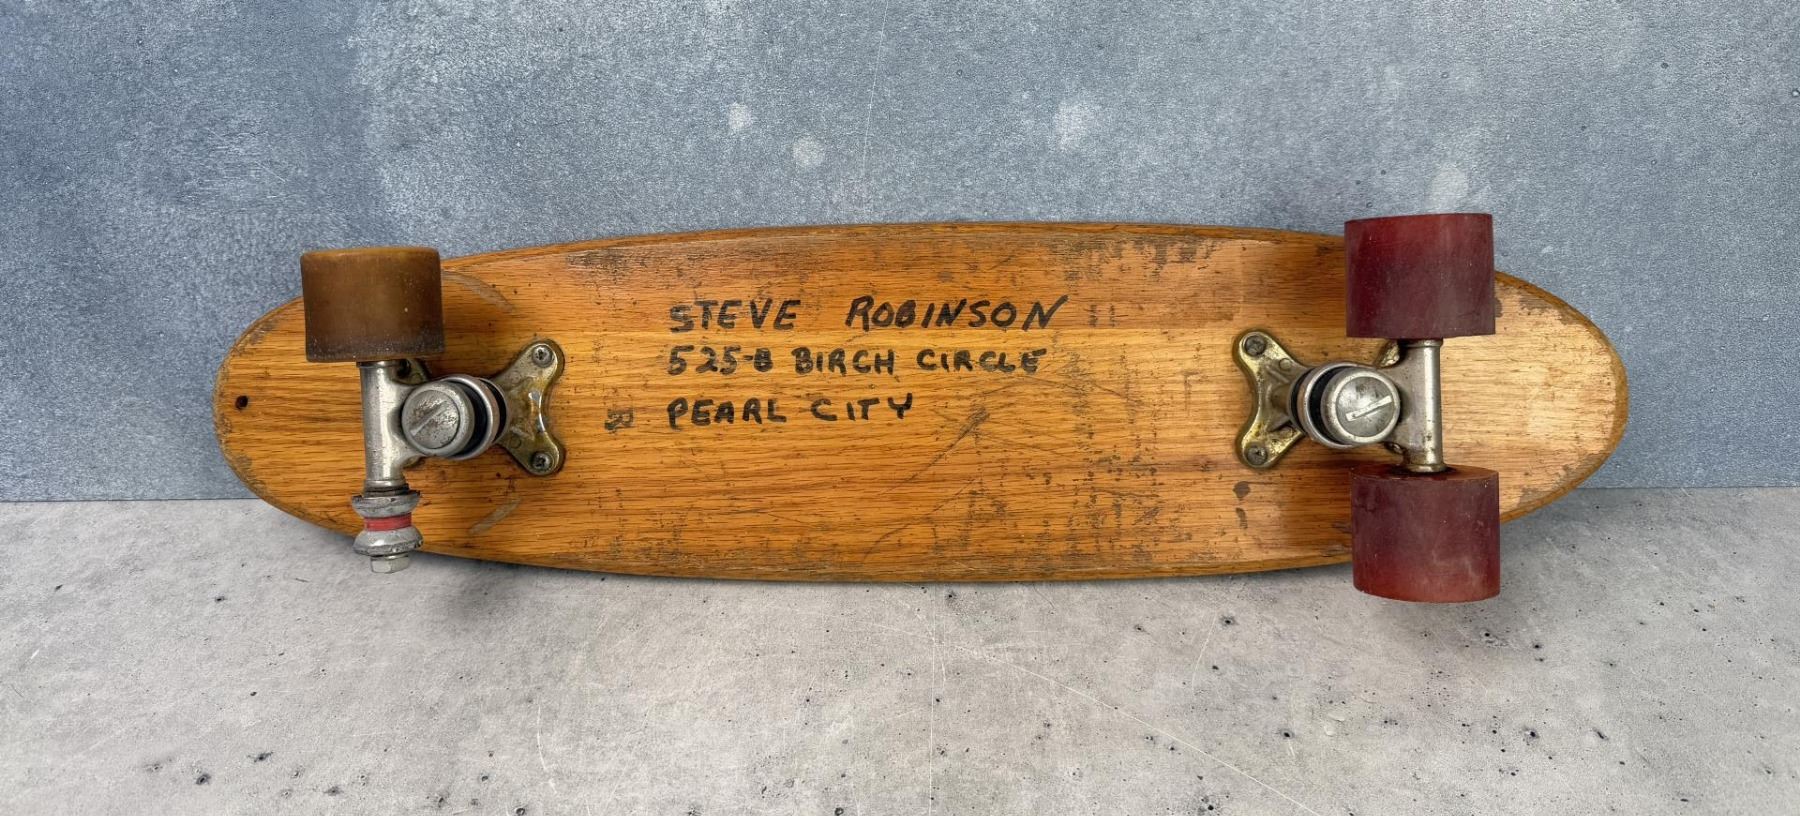 STEVE ROBINSON
525-B BIRCH CIRCLE
PEARL CITY